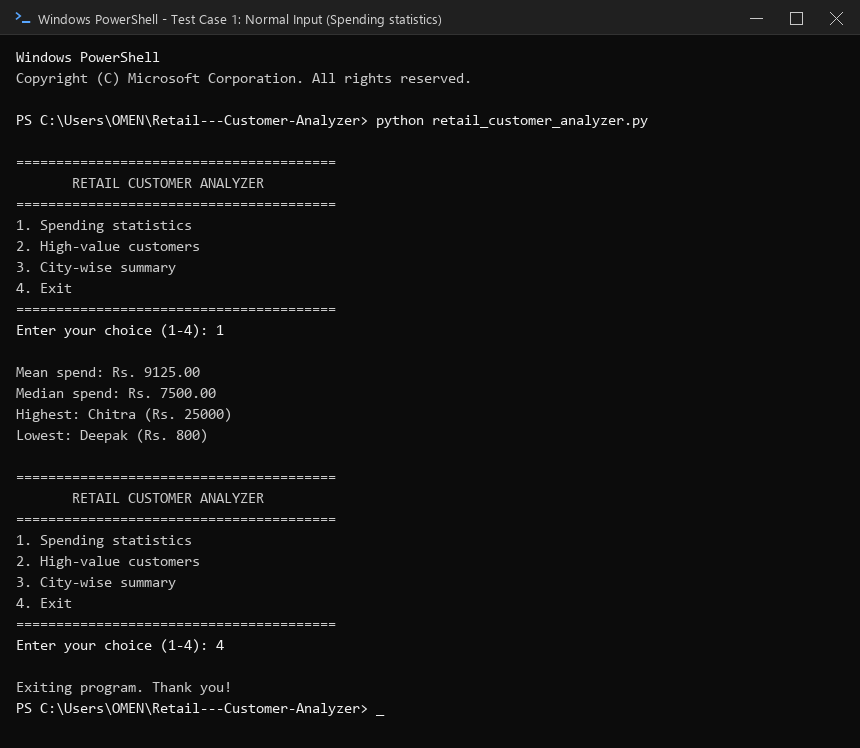 Windows PowerShell - Test Case 1: Normal Input (Spending statistics)
Windows PowerShell
Copyright (C) Microsoft Corporation. All rights reserved.
PS C:\Users\OMEN\Retail---Customer-Analyzer> python retail_customer_analyzer.py
========================================
RETAIL CUSTOMER ANALYZER
========================================
1. Spending statistics
2. High-value customers
3. City-wise summary
4. Exit
========================================
Enter your choice (1-4): 1
Mean spend: Rs. 9125.00
Median spend: Rs. 7500.00
Highest: Chitra (Rs. 25000)
Lowest: Deepak (Rs. 800)
========================================
RETAIL CUSTOMER ANALYZER
========================================
1. Spending statistics
2. High-value customers
3. City-wise summary
4. Exit
========================================
Enter your choice (1-4): 4
Exiting program. Thank you!
PS C:\Users\OMEN\Retail---Customer-Analyzer> _